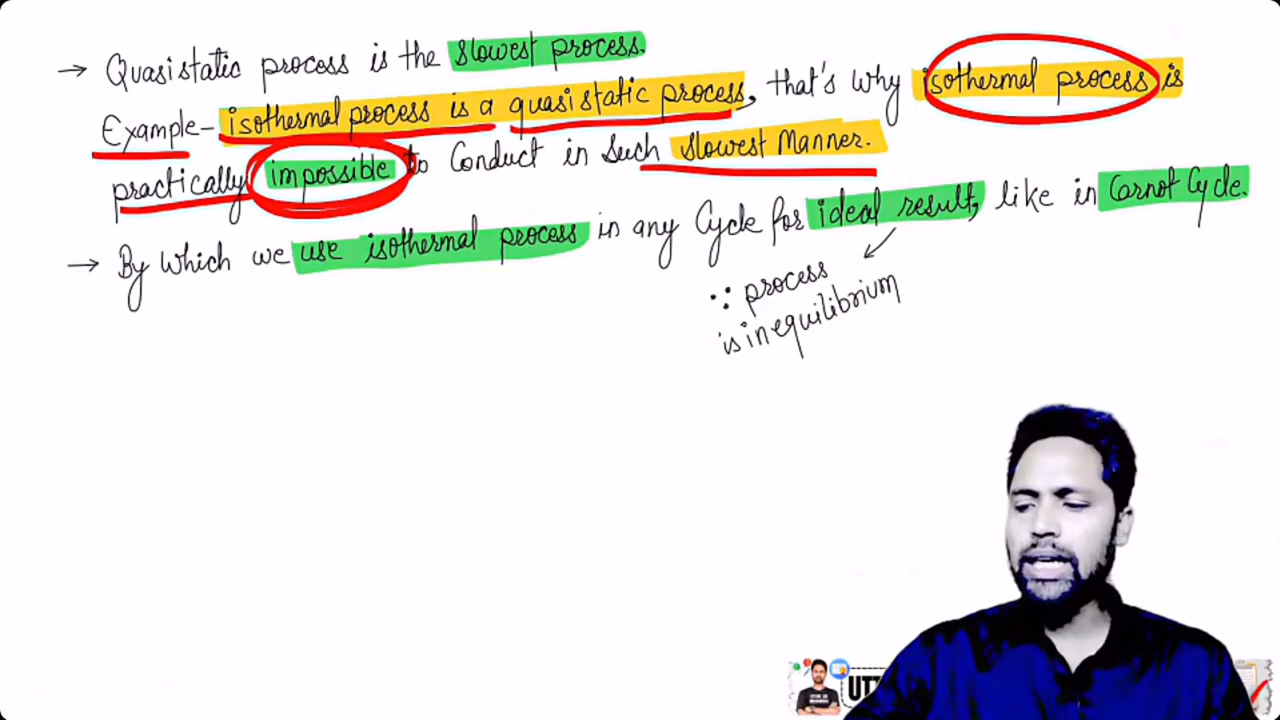 → Quasistatic process is the slowest process.
Example- isothermal process is a quasistatic process, that's why isothermal process is
practically impossible to Conduct in such slowest Manner.
→ By which we use isothermal process in any Cycle for ideal result, like in Carnot Cycle.
∵ process
is in equilibrium
UTT